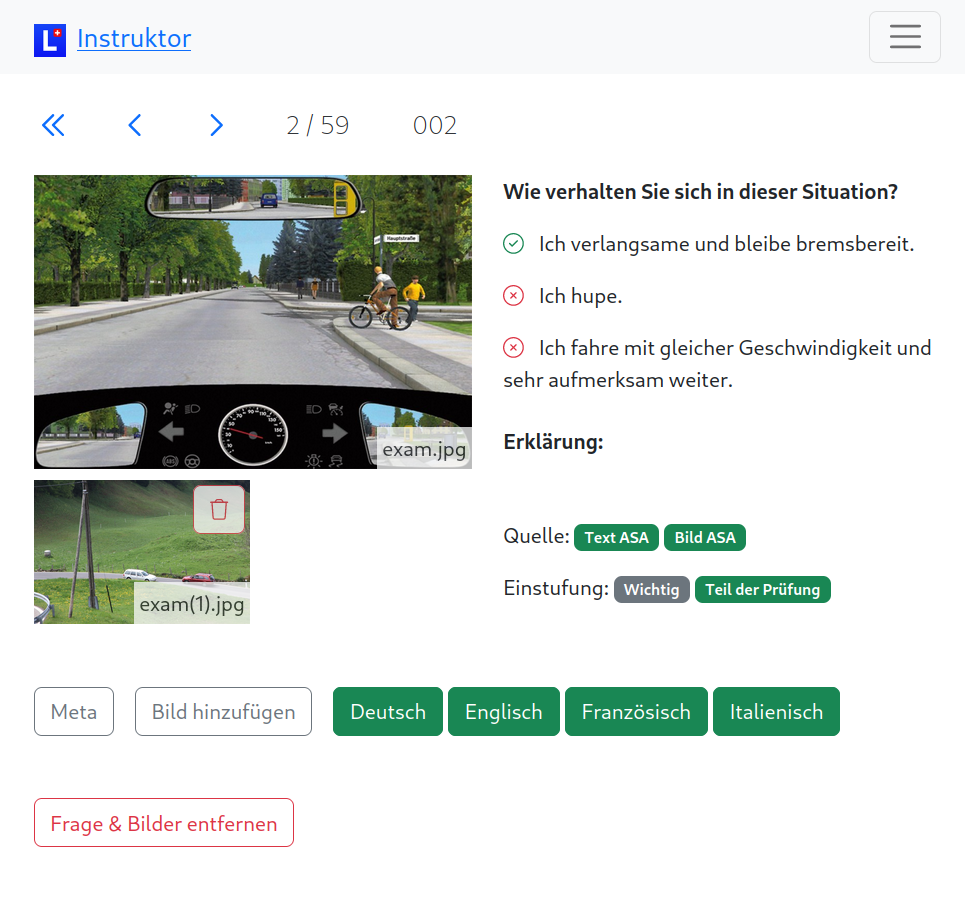 L Instruktor
2 / 59 002
Hauptstraße
exam.jpg
exam(1).jpg
Wie verhalten Sie sich in dieser Situation?
Ich verlangsame und bleibe bremsbereit.
Ich hupe.
Ich fahre mit gleicher Geschwindigkeit und
sehr aufmerksam weiter.
Erklärung:
Quelle: Text ASA Bild ASA
Einstufung: Wichtig Teil der Prüfung
Meta Bild hinzufügen Deutsch Englisch Französisch Italienisch
Frage & Bilder entfernen